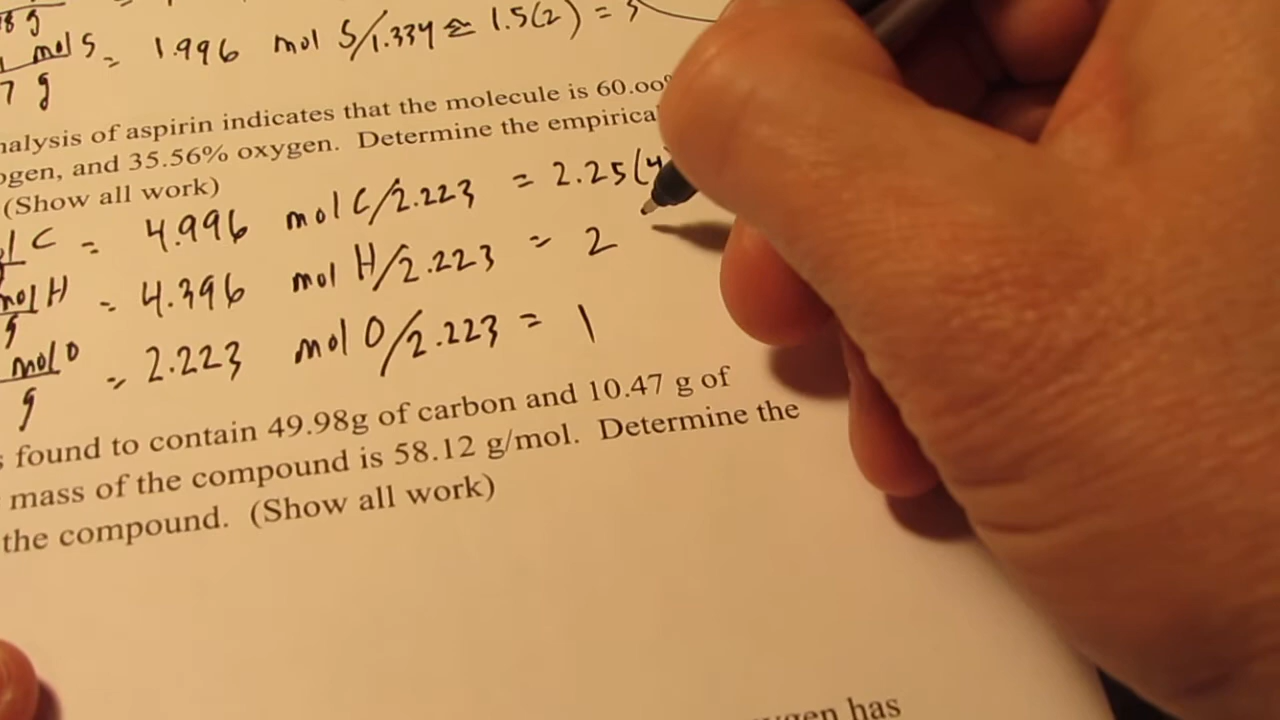 8 g
mol S = 1.996 mol S/1.334 ≈ 1.5(2) = 3
7 g
nalysis of aspirin indicates that the molecule is 60.00%
ogen, and 35.56% oxygen. Determine the empirica
(Show all work)
C = 4.996 mol C/2.223 = 2.25(4
mol H = 4.396 mol H/2.223 = 2
g
mol O = 2.223 mol O/2.223 = 1
g
s found to contain 49.98g of carbon and 10.47 g of
mass of the compound is 58.12 g/mol. Determine the
the compound. (Show all work)
ygen has